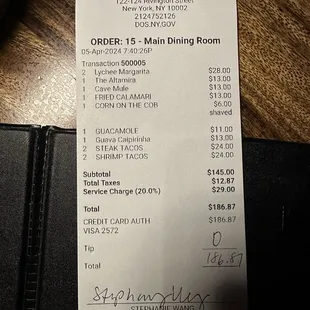 122-124 Rivington Street
New York, NY 10002
2124752126
DOS.NY.GOV
ORDER: 15 - Main Dining Room
05-Apr-2024 7:40:26P
Transaction 500005
2 Lychee Margarita $28.00
1 The Altamira $13.00
1 Cave Mule $13.00
1 FRIED CALAMARI $13.00
1 CORN ON THE COB $6.00
shaved
1 GUACAMOLE $11.00
1 Guava Caipirinha $13.00
2 STEAK TACOS $24.00
2 SHRIMP TACOS $24.00
Subtotal $145.00
Total Taxes $12.87
Service Charge (20.0%) $29.00
Total $186.87
CREDIT CARD AUTH $186.87
VISA 2572
Tip 0
Total 186.87
STEPHANIE WANG